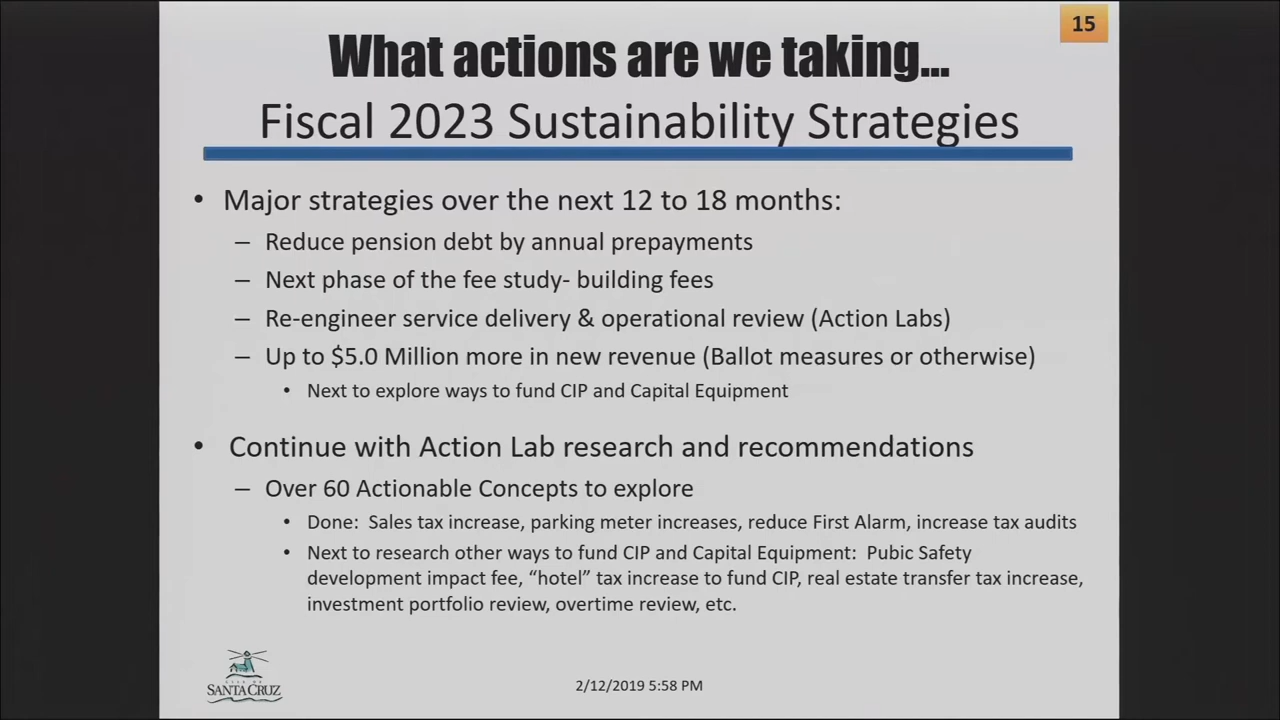 15
What actions are we taking...
Fiscal 2023 Sustainability Strategies
• Major strategies over the next 12 to 18 months:
– Reduce pension debt by annual prepayments
– Next phase of the fee study- building fees
– Re-engineer service delivery & operational review (Action Labs)
– Up to $5.0 Million more in new revenue (Ballot measures or otherwise)
• Next to explore ways to fund CIP and Capital Equipment
• Continue with Action Lab research and recommendations
– Over 60 Actionable Concepts to explore
• Done: Sales tax increase, parking meter increases, reduce First Alarm, increase tax audits
• Next to research other ways to fund CIP and Capital Equipment: Pubic Safety
development impact fee, “hotel” tax increase to fund CIP, real estate transfer tax increase,
investment portfolio review, overtime review, etc.
CITY OF
SANTA CRUZ
2/12/2019 5:58 PM